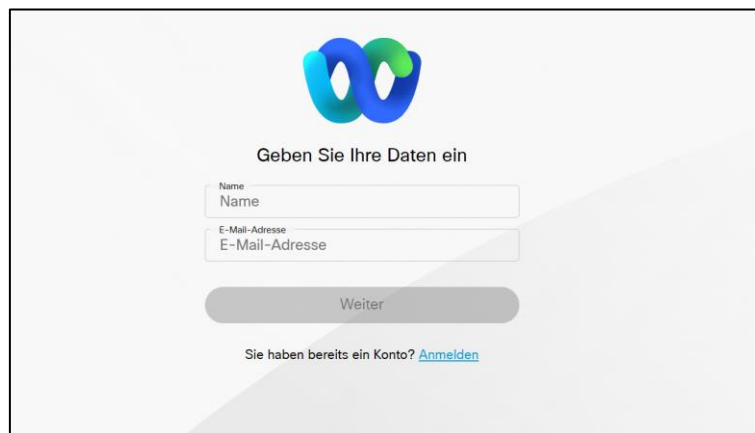 Geben Sie Ihre Daten ein
Name
Name
E-Mail-Adresse
E-Mail-Adresse
Weiter
Sie haben bereits ein Konto? Anmelden